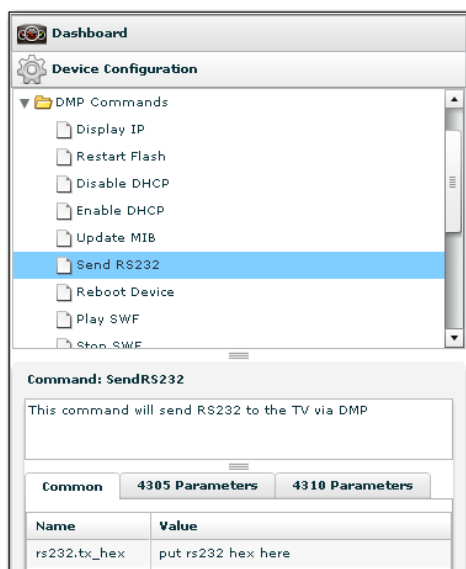 Dashboard
Device Configuration
DMP Commands
Display IP
Restart Flash
Disable DHCP
Enable DHCP
Update MIB
Send RS232
Reboot Device
Play SWF
Stop SWF
Command: SendRS232
This command will send RS232 to the TV via DMP
Common 4305 Parameters 4310 Parameters
Name Value
rs232.tx_hex put rs232 hex here